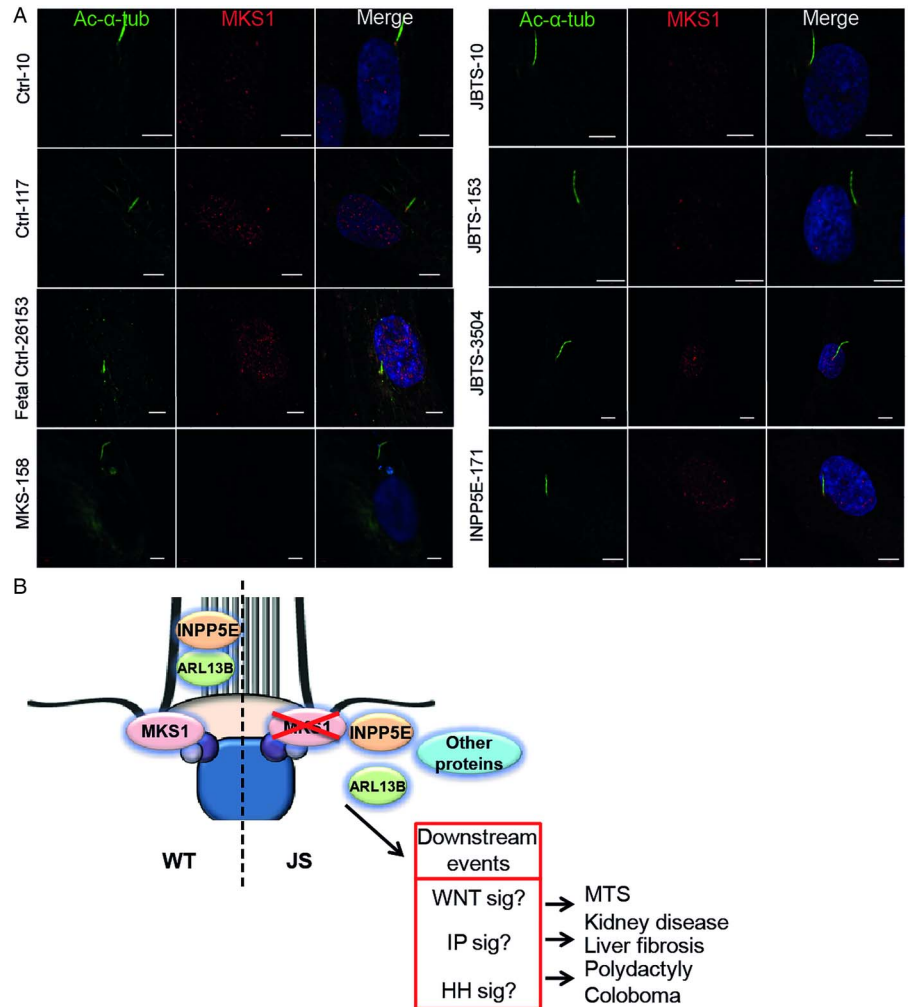 A
Ac-α-tub MKS1 Merge
Ctrl-10
Ctrl-117
Fetal Ctrl-26153
MKS-158
Ac-α-tub MKS1 Merge
JBTS-10
JBTS-153
JBTS-3504
INPP5E-171
B
INPP5E
ARL13B
MKS1
MKS1
INPP5E
Other
proteins
ARL13B
WT
JS
Downstream
events
WNT sig?
IP sig?
HH sig?
MTS
Kidney disease
Liver fibrosis
Polydactyly
Coloboma